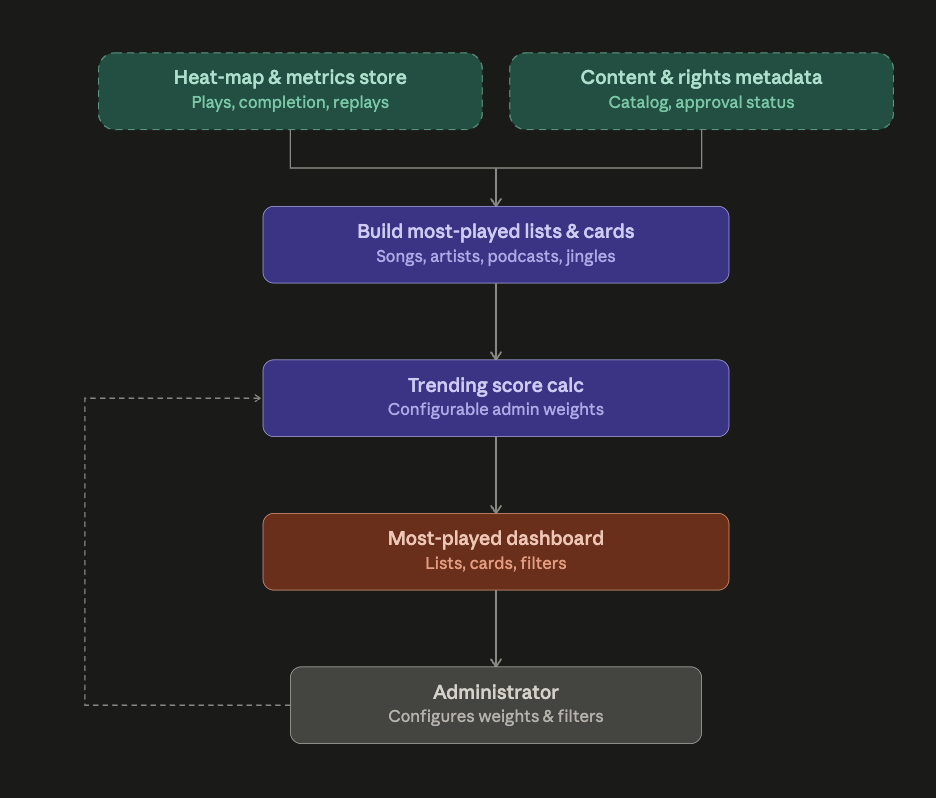 Heat-map & metrics store
Plays, completion, replays
Content & rights metadata
Catalog, approval status
Build most-played lists & cards
Songs, artists, podcasts, jingles
Trending score calc
Configurable admin weights
Most-played dashboard
Lists, cards, filters
Administrator
Configures weights & filters